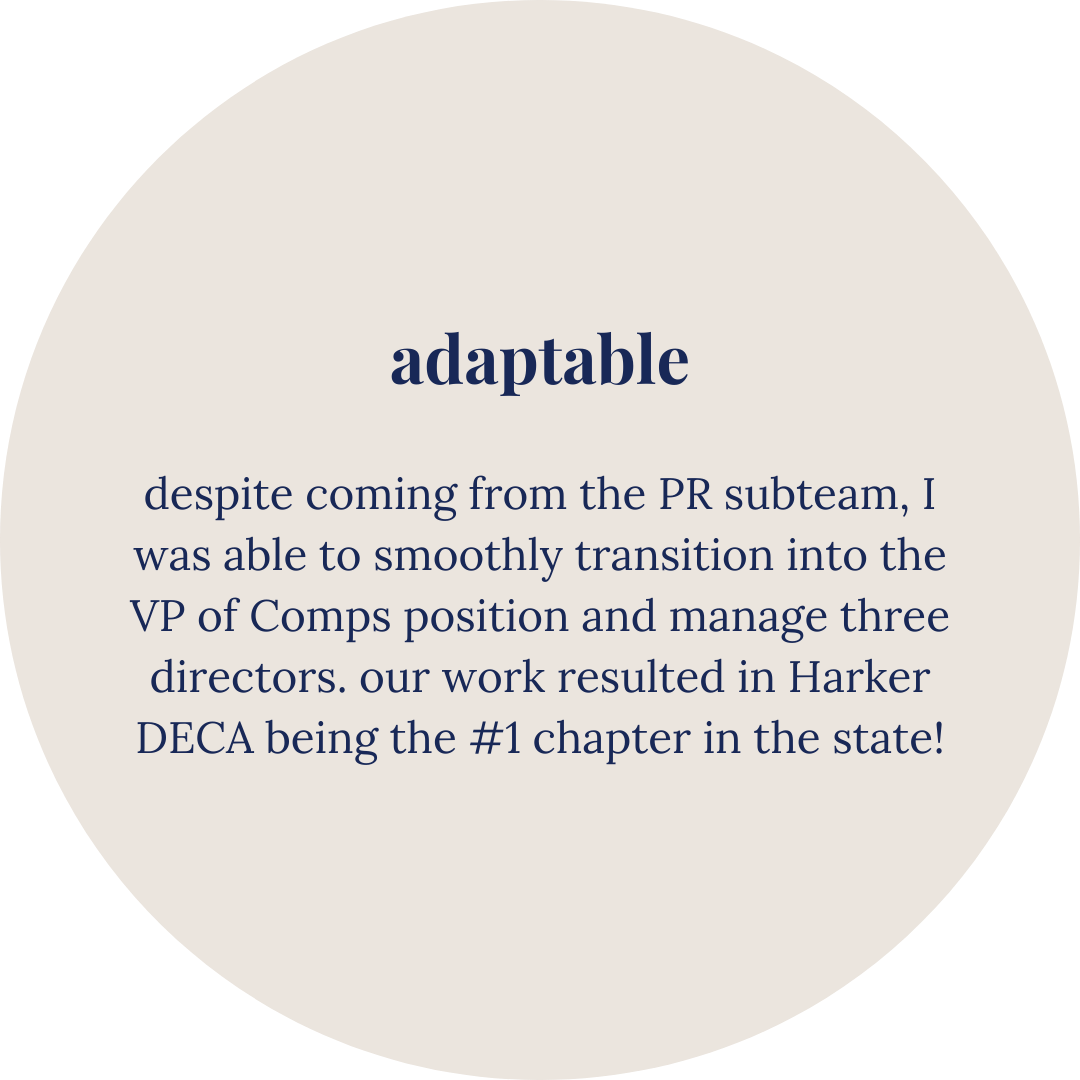 adaptable
despite coming from the PR subteam, I
was able to smoothly transition into the
VP of Comps position and manage three
directors. our work resulted in Harker
DECA being the #1 chapter in the state!